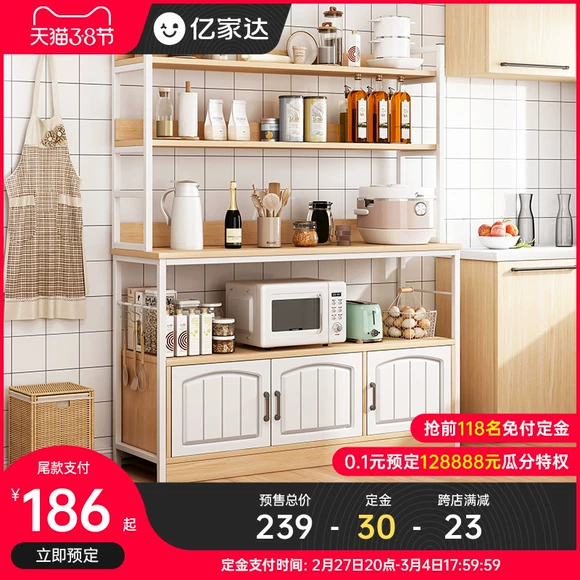 天猫3.8节
亿家达
抢前118名免付定金
0.1元预定128888元瓜分特权
尾款支付
¥186起
立即预定
预售总价 定金 跨店满减
239 - 30 - 23
定金支付时间：2月27日20点-3月4日17:59:59